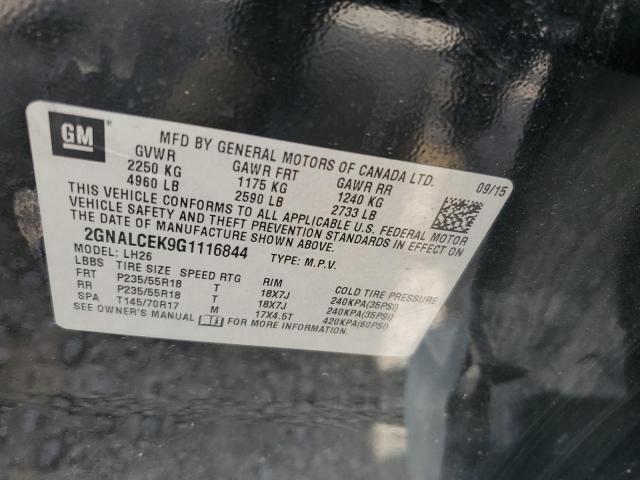 GM
MFD BY GENERAL MOTORS OF CANADA LTD. 09/15
GVWR GAWR FRT GAWR RR
2250 KG 1175 KG 1240 KG
4960 LB 2590 LB 2733 LB
THIS VEHICLE CONFORMS TO ALL APPLICABLE U.S. FEDERAL MOTOR
VEHICLE SAFETY AND THEFT PREVENTION STANDARDS IN EFFECT ON
THE DATE OF MANUFACTURE SHOWN ABOVE.
2GNALCEK9G1116844 TYPE: M.P.V.
MODEL: LH26
LBBS TIRE SIZE SPEED RTG RIM COLD TIRE PRESSURE
FRT P235/55R18 T 18X7J 240KPA(35PSI)
RR P235/55R18 T 18X7J 240KPA(35PSI)
SPA T145/70R17 M 17X4.5T 420KPA(60PSI)
SEE OWNER'S MANUAL FOR MORE INFORMATION.